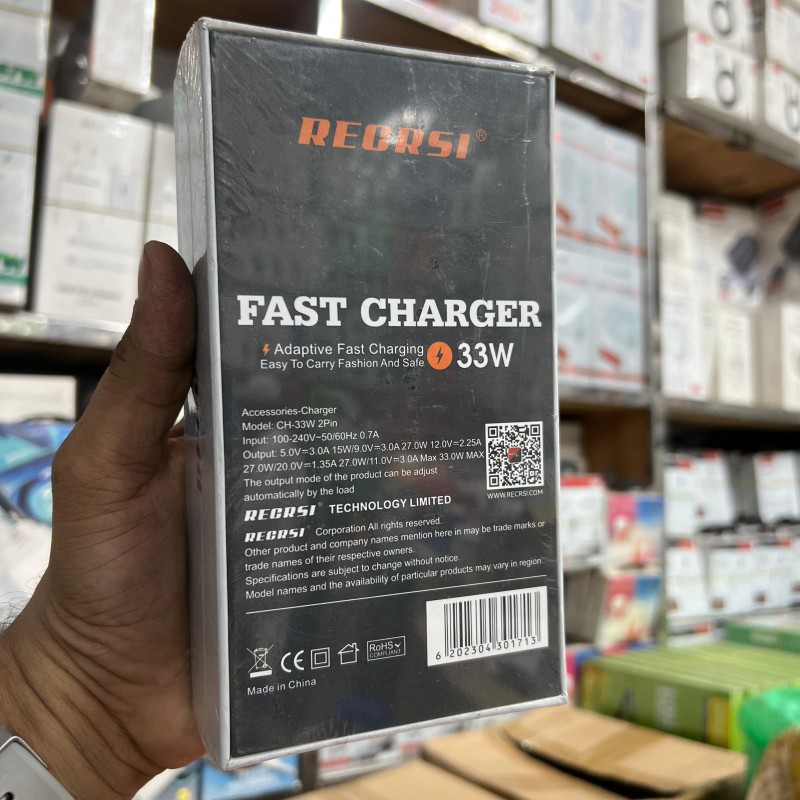 RECRSI®
FAST CHARGER
Adaptive Fast Charging
Easy To Carry Fashion And Safe
33W
Accessories-Charger
Model: CH-33W 2Pin
Input: 100-240V~50/60Hz 0.7A
Output: 5.0V⎓3.0A 15W/9.0V⎓3.0A 27.0W 12.0V⎓2.25A
27.0W/20.0V⎓1.35A 27.0W/11.0V⎓3.0A Max 33.0W MAX
The output mode of the product can be adjust
automatically by the load
WWW.RECRSI.COM
RECRSI® TECHNOLOGY LIMITED
RECRSI® Corporation All rights reserved.
Other product and company names mention here in may be trade marks or
trade names of their respective owners.
Specifications are subject to change without notice.
Model names and the availability of particular products may vary in region.
CE
RoHS
COMPLIANT
6 202304 301713
Made in China